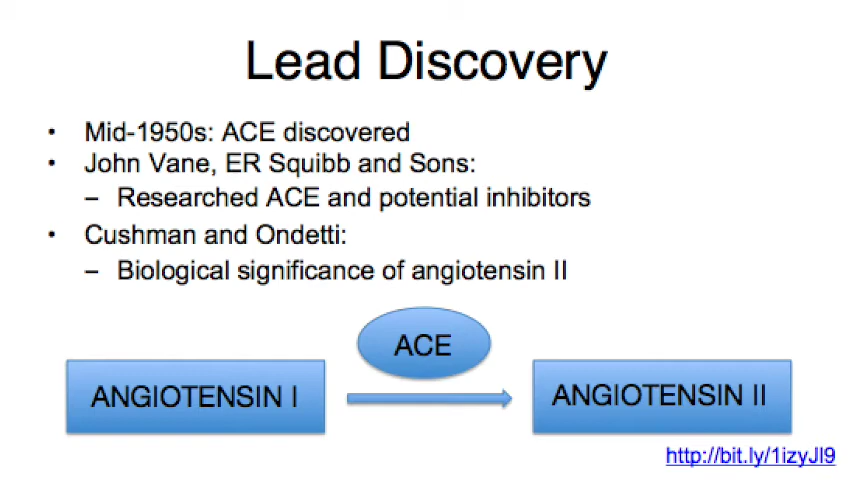 Lead Discovery
• Mid-1950s: ACE discovered
• John Vane, ER Squibb and Sons:
– Researched ACE and potential inhibitors
• Cushman and Ondetti:
– Biological significance of angiotensin II
ACE
ANGIOTENSIN I
ANGIOTENSIN II
http://bit.ly/1izyJl9